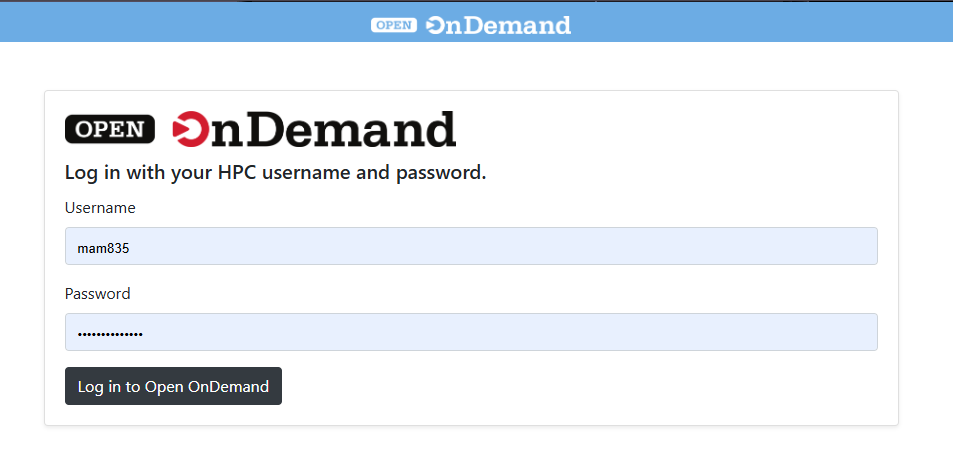 OPEN OnDemand
OPEN OnDemand
Log in with your HPC username and password.
Username
mam835
Password
••••••••••••••
Log in to Open OnDemand